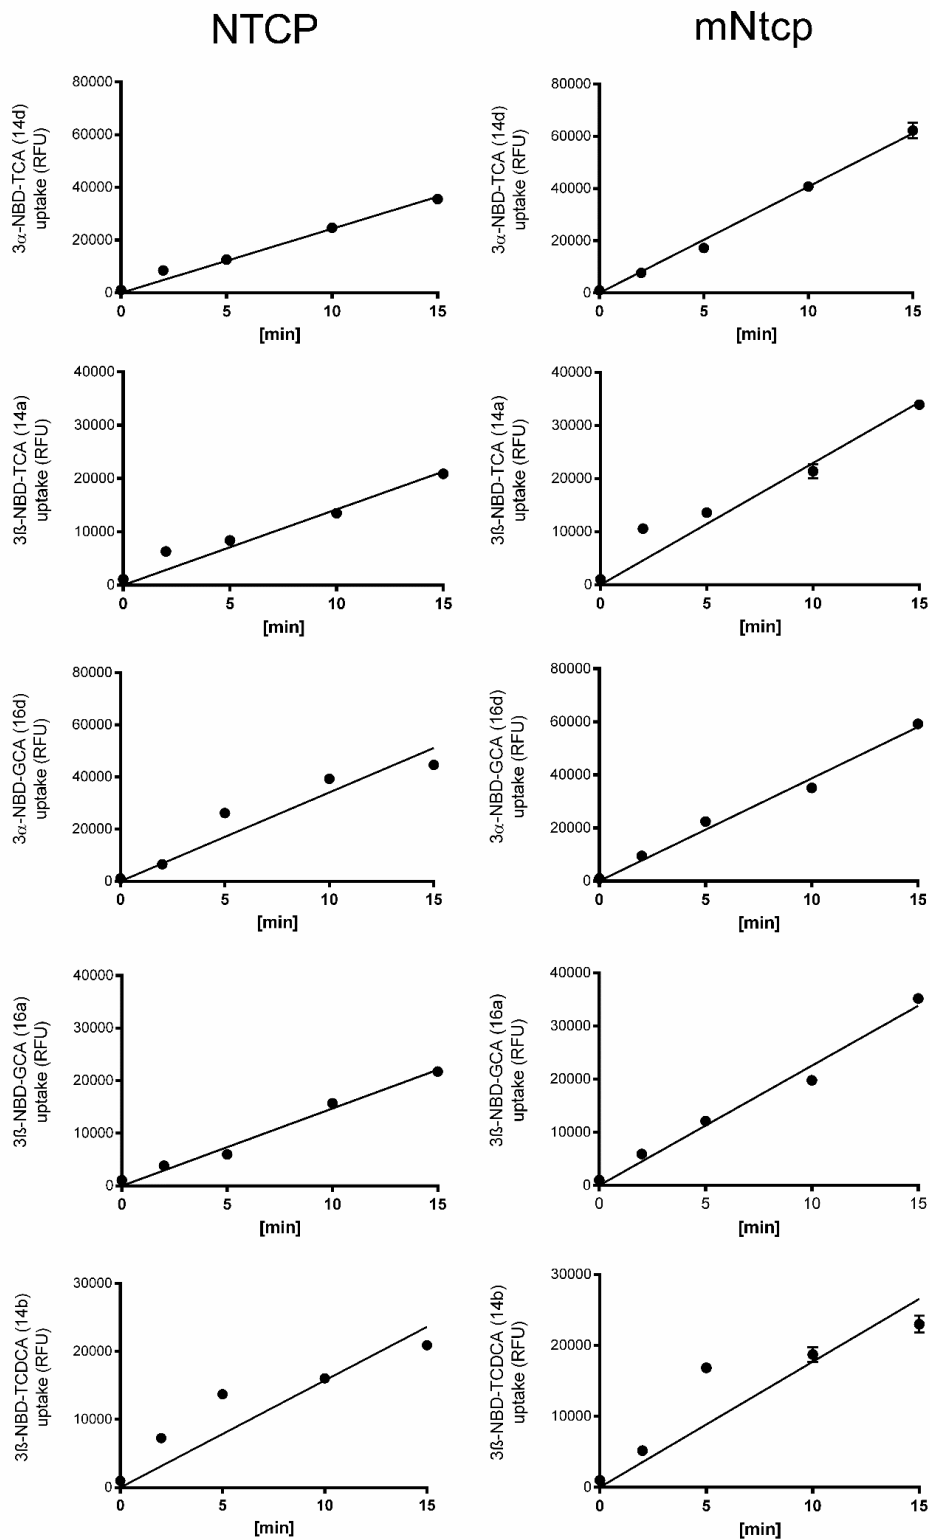 NTCP
mNtcp
3α-NBD-TCA (14d)
uptake (RFU)
80000
60000
40000
20000
0
0 5 10 15
[min]
3α-NBD-TCA (14d)
uptake (RFU)
80000
60000
40000
20000
0
0 5 10 15
[min]
3ß-NBD-TCA (14a)
uptake (RFU)
40000
30000
20000
10000
0
0 5 10 15
[min]
3ß-NBD-TCA (14a)
uptake (RFU)
40000
30000
20000
10000
0
0 5 10 15
[min]
3α-NBD-GCA (16d)
uptake (RFU)
80000
60000
40000
20000
0
0 5 10 15
[min]
3α-NBD-GCA (16d)
uptake (RFU)
80000
60000
40000
20000
0
0 5 10 15
[min]
3ß-NBD-GCA (16a)
uptake (RFU)
40000
30000
20000
10000
0
0 5 10 15
[min]
3ß-NBD-GCA (16a)
uptake (RFU)
40000
30000
20000
10000
0
0 5 10 15
[min]
3ß-NBD-TCDCA (14b)
uptake (RFU)
30000
20000
10000
0
0 5 10 15
[min]
3ß-NBD-TCDCA (14b)
uptake (RFU)
30000
20000
10000
0
0 5 10 15
[min]